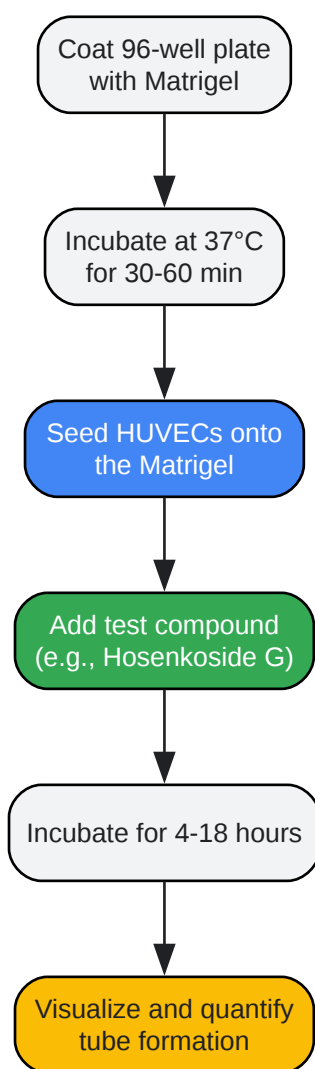 Coat 96-well plate
with Matrigel
Incubate at 37°C
for 30-60 min
Seed HUVECs onto
the Matrigel
Add test compound
(e.g., Hosenkoside G)
Incubate for 4-18 hours
Visualize and quantify
tube formation